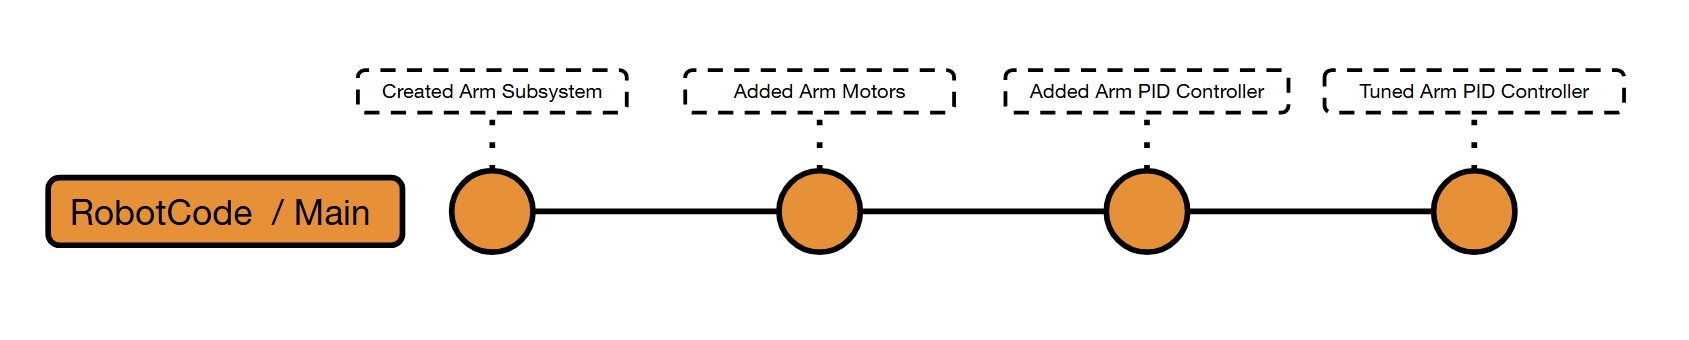 Created Arm Subsystem
Added Arm Motors
Added Arm PID Controller
Tuned Arm PID Controller
RobotCode / Main